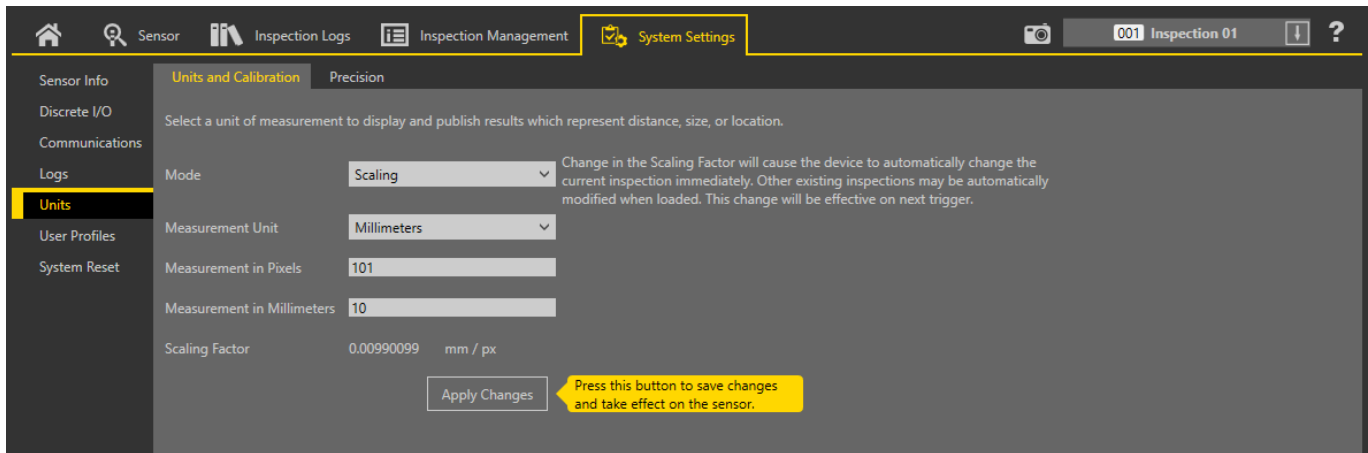 Sensor
Inspection Logs
Inspection Management
System Settings
001 Inspection 01
?
Sensor Info
Discrete I/O
Communications
Logs
Units
User Profiles
System Reset
Units and Calibration
Precision
Select a unit of measurement to display and publish results which represent distance, size, or location.
Mode
Scaling
Change in the Scaling Factor will cause the device to automatically change the
current inspection immediately. Other existing inspections may be automatically
modified when loaded. This change will be effective on next trigger.
Measurement Unit
Millimeters
Measurement in Pixels
101
Measurement in Millimeters
10
Scaling Factor
0.00990099 mm / px
Apply Changes
Press this button to save changes
and take effect on the sensor.